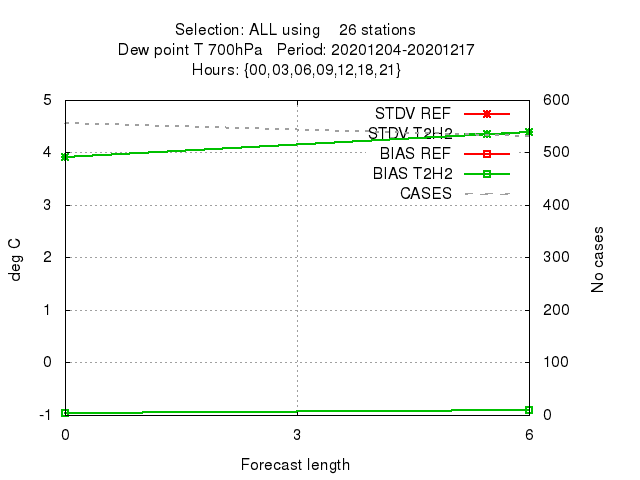 Selection: ALL using    26 stations
Dew point T 700hPa   Period: 20201204-20201217
Hours: {00,03,06,09,12,18,21}
STDV REF
STDV T2H2
BIAS REF
BIAS T2H2
CASES
5
4
3
2
1
0
-1
600
500
400
300
200
100
0
deg C
No cases
0 3 6
Forecast length